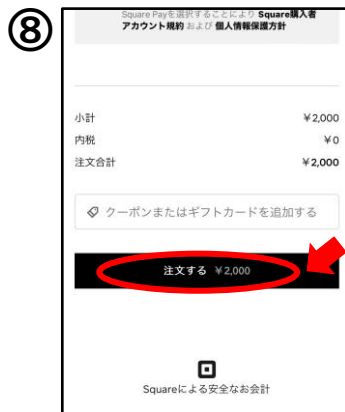 ⑧
Square Payを選択することにより Square購入者
アカウント規約 および 個人情報保護方針
小計 ¥2,000
内税 ¥0
注文合計 ¥2,000
クーポンまたはギフトカードを追加する
注文する ¥2,000
Squareによる安全なお会計